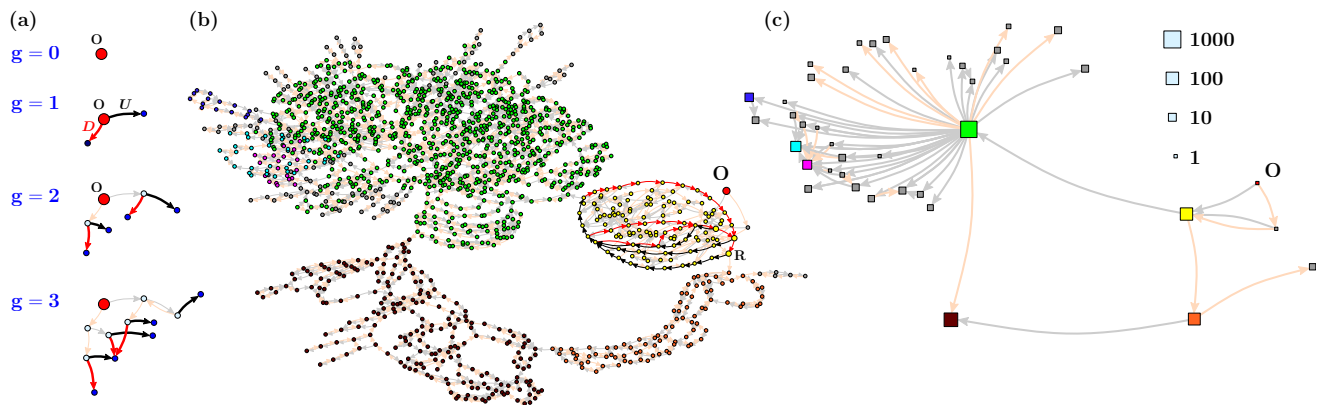 (a)
(b)
(c)
g = 0
O
g = 1
O
U
D
g = 2
O
g = 3
O
R
O
1000
100
10
1